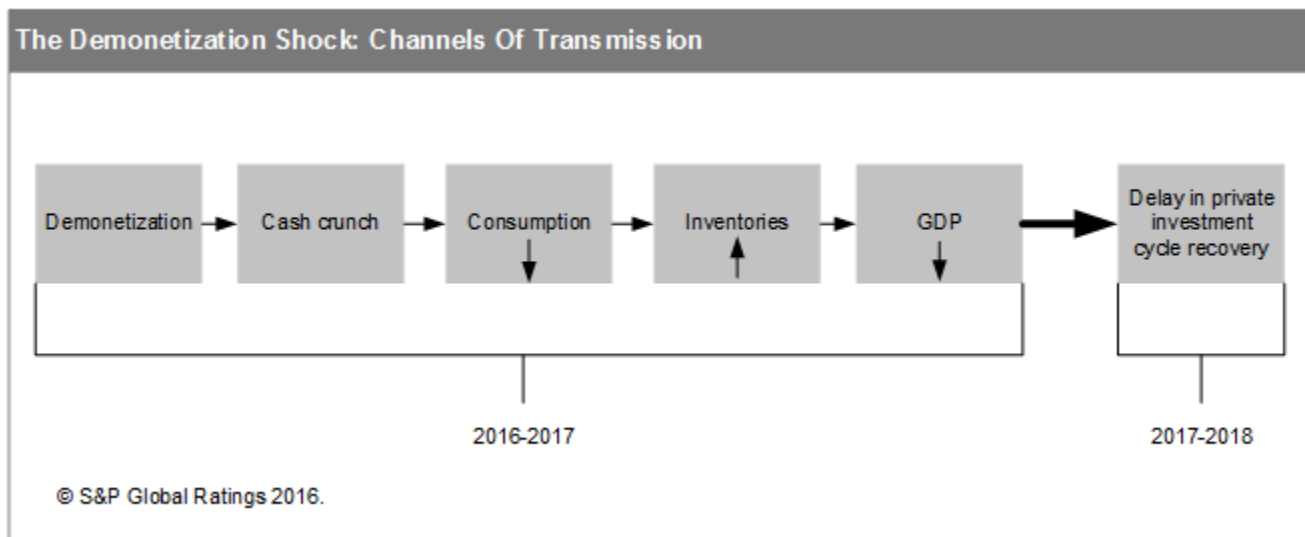 The Demonetization Shock: Channels Of Transmission
Demonetization
Cash crunch
Consumption
Inventories
GDP
Delay in private
investment
cycle recovery
2016-2017
2017-2018
© S&P Global Ratings 2016.